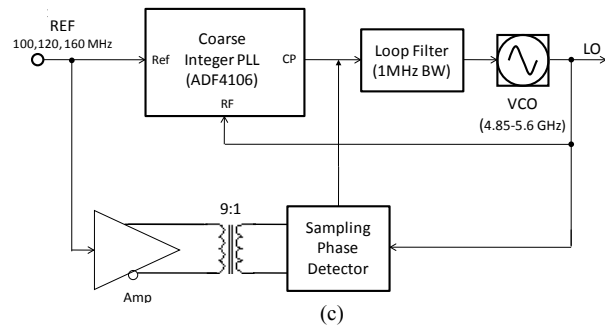 REF
100,120, 160 MHz
Ref
Coarse
Integer PLL
(ADF4106)
CP
RF
Loop Filter
(1MHz BW)
VCO
(4.85-5.6 GHz)
LO
9:1
Amp
Sampling
Phase
Detector
(c)